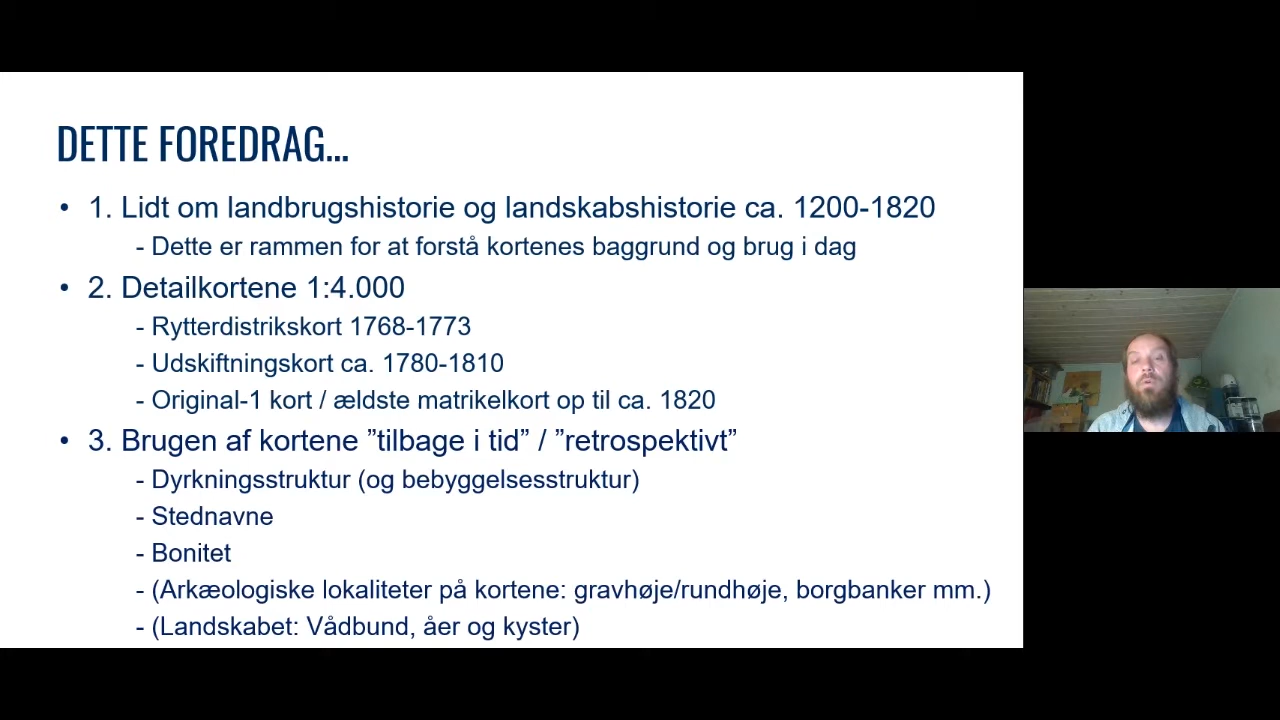 DETTE FOREDRAG...
• 1. Lidt om landbrugshistorie og landskabshistorie ca. 1200-1820
- Dette er rammen for at forstå kortenes baggrund og brug i dag
• 2. Detailkortene 1:4.000
- Rytterdistrikskort 1768-1773
- Udskiftningskort ca. 1780-1810
- Original-1 kort / ældste matrikelkort op til ca. 1820
• 3. Brugen af kortene ”tilbage i tid” / ”retrospektivt”
- Dyrkningsstruktur (og bebyggelsesstruktur)
- Stednavne
- Bonitet
- (Arkæologiske lokaliteter på kortene: gravhøje/rundhøje, borgbanker mm.)
- (Landskabet: Vådbund, åer og kyster)